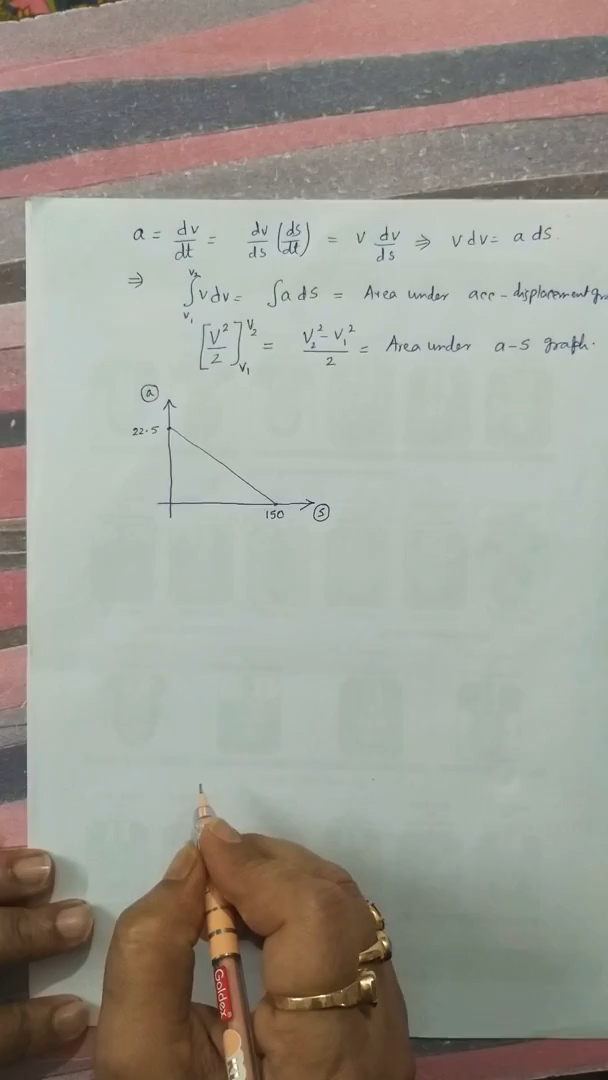 a = dv/dt = dv/ds (ds/dt) = v dv/ds ⇒ v dv = a ds.
⇒ ∫_{v₁}^{v₂} v dv = ∫ a ds = Area under acc-displacement
[v²/2]_{v₁}^{v₂} = (v₂² - v₁²)/2 = Area under a-s graph.
a
22.5
150
s
Goldex